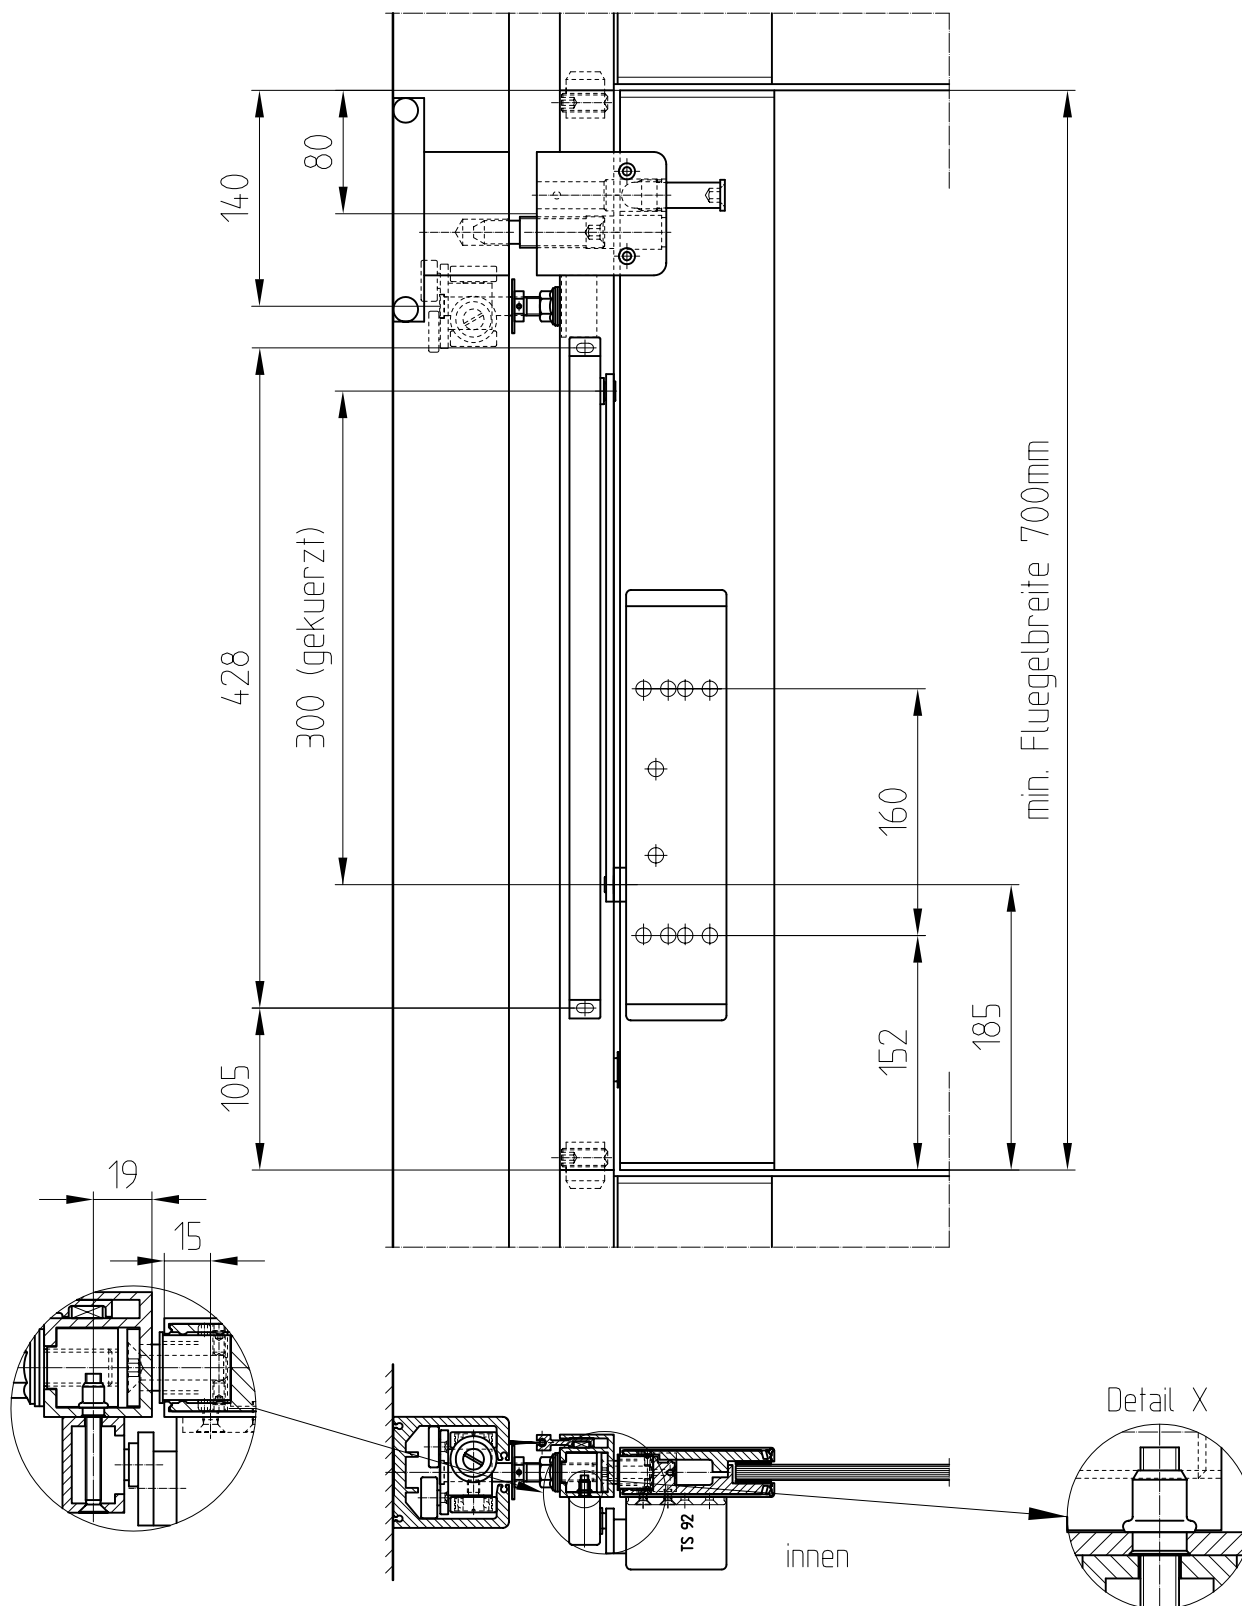 140
80
428
300 (gekuerzt)
min. Fluegelbreite 700mm
160
105
152
185
19
15
Detail X
TS 92
innen